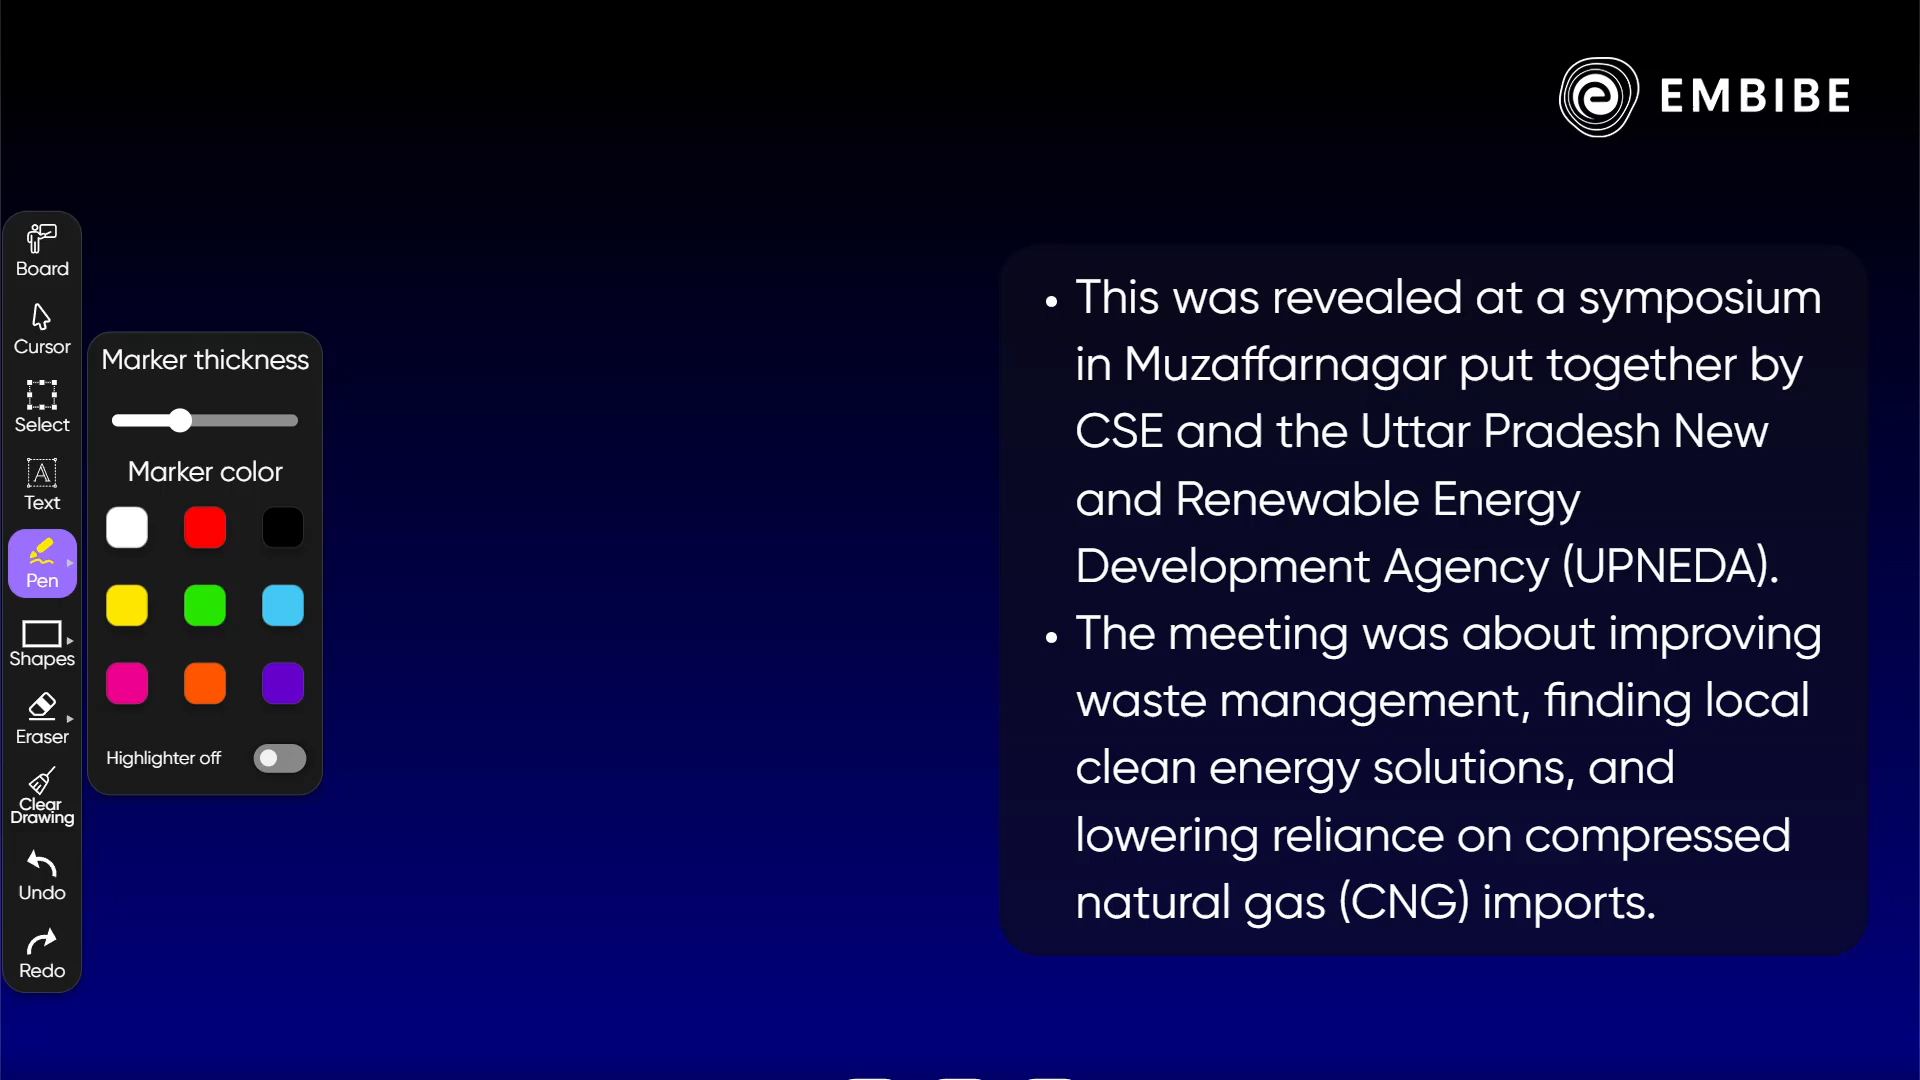 EMBIBE
Board
Cursor
Select
Text
Pen
Shapes
Eraser
Clear
Drawing
Undo
Redo
Marker thickness
Marker color
Highlighter off
• This was revealed at a symposium
in Muzaffarnagar put together by
CSE and the Uttar Pradesh New
and Renewable Energy
Development Agency (UPNEDA).
• The meeting was about improving
waste management, finding local
clean energy solutions, and
lowering reliance on compressed
natural gas (CNG) imports.